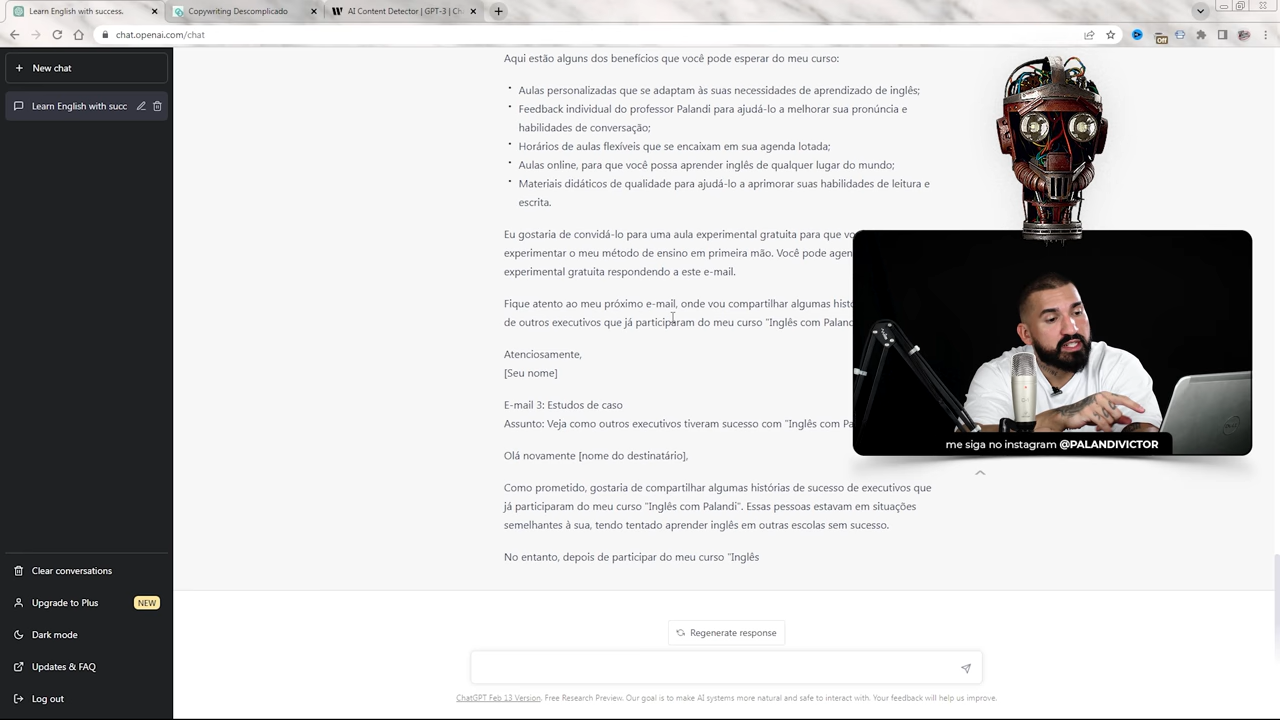 Learn English with success.
Copywriting Descomplicado
AI Content Detector | GPT-3 | Ch
chat.openai.com/chat
Off
New chat
Learn English with succ
Aqui estão alguns dos benefícios que você pode esperar do meu curso:
• Aulas personalizadas que se adaptam às suas necessidades de aprendizado de inglês;
• Feedback individual do professor Palandi para ajudá-lo a melhorar sua pronúncia e
habilidades de conversação;
• Horários de aulas flexíveis que se encaixam em sua agenda lotada;
• Aulas online, para que você possa aprender inglês de qualquer lugar do mundo;
• Materiais didáticos de qualidade para ajudá-lo a aprimorar suas habilidades de leitura e
escrita.
Eu gostaria de convidá-lo para uma aula experimental gratuita para que vo
experimentar o meu método de ensino em primeira mão. Você pode agen
experimental gratuita respondendo a este e-mail.
Fique atento ao meu próximo e-mail, onde vou compartilhar algumas histó
de outros executivos que já participaram do meu curso "Inglês com Paland
Atenciosamente,
[Seu nome]
E-mail 3: Estudos de caso
Assunto: Veja como outros executivos tiveram sucesso com "Inglês com Pa
Olá novamente [nome do destinatário],
Como prometido, gostaria de compartilhar algumas histórias de sucesso de executivos que
já participaram do meu curso "Inglês com Palandi". Essas pessoas estavam em situações
semelhantes à sua, tendo tentado aprender inglês em outras escolas sem sucesso.
No entanto, depois de participar do meu curso "Inglês
me siga no instagram @PALANDIVICTOR
Clear conversations
Upgrade to Plus NEW
Dark mode
Updates & FAQ
Log out
Regenerate response
ChatGPT Feb 13 Version. Free Research Preview. Our goal is to make AI systems more natural and safe to interact with. Your feedback will help us improve.